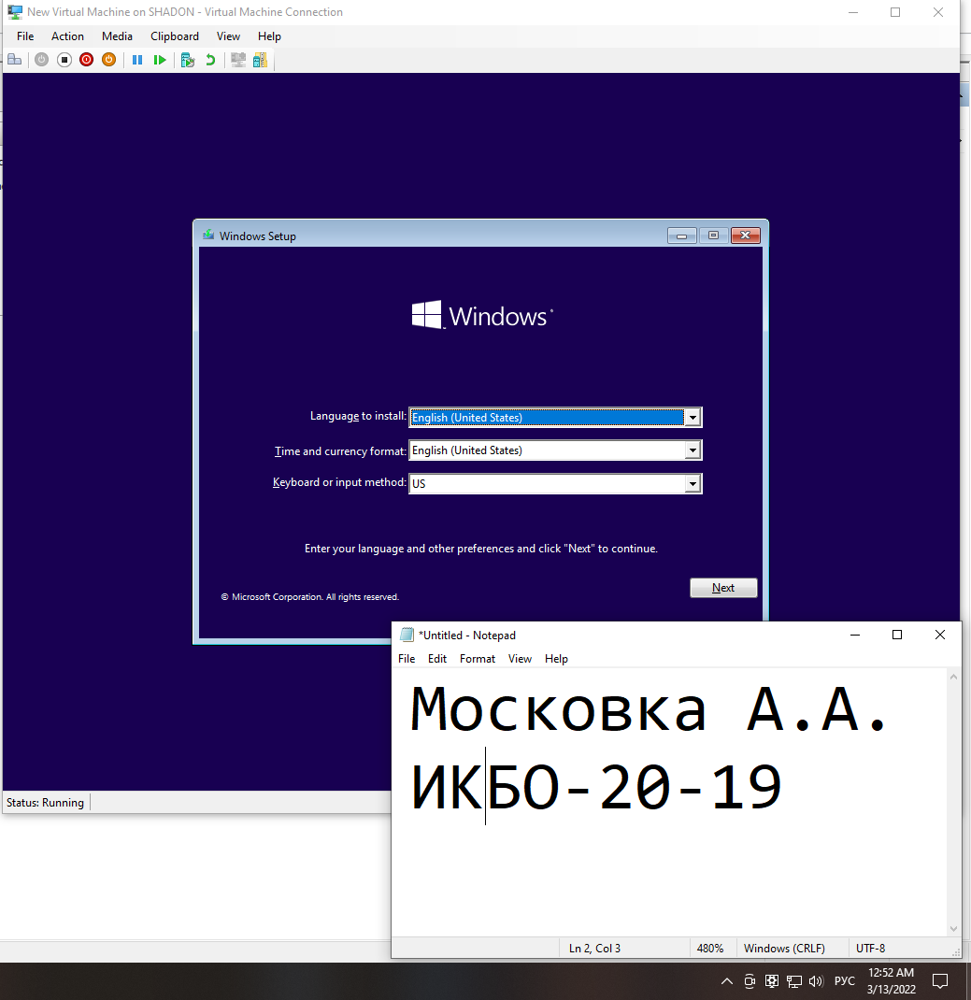 New Virtual Machine on SHADON - Virtual Machine Connection
File Action Media Clipboard View Help
Windows Setup
Windows
Language to install: English (United States)
Time and currency format: English (United States)
Keyboard or input method: US
Enter your language and other preferences and click "Next" to continue.
Next
© Microsoft Corporation. All rights reserved.
*Untitled - Notepad
File Edit Format View Help
Московка А.А.
ИКБО-20-19
Status: Running
Ln 2, Col 3 480% Windows (CRLF) UTF-8
РУС 12:52 AM
3/13/2022